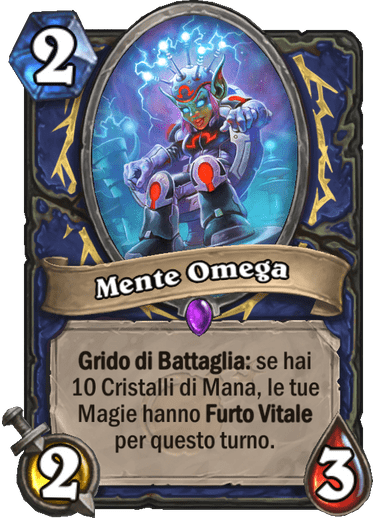 2
Mente Omega
Grido di Battaglia: se hai
10 Cristalli di Mana, le tue
Magie hanno Furto Vitale
per questo turno.
2
3